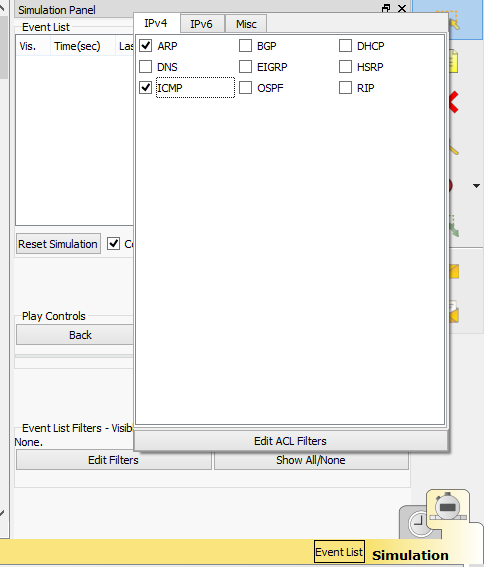 Simulation Panel
Event List
Vis. Time(sec) Las
IPv4 IPv6 Misc
ARP BGP DHCP
DNS EIGRP HSRP
ICMP OSPF RIP
Reset Simulation
Play Controls
Back
Event List Filters - Visib
None.
Edit ACL Filters
Edit Filters Show All/None
Event List Simulation